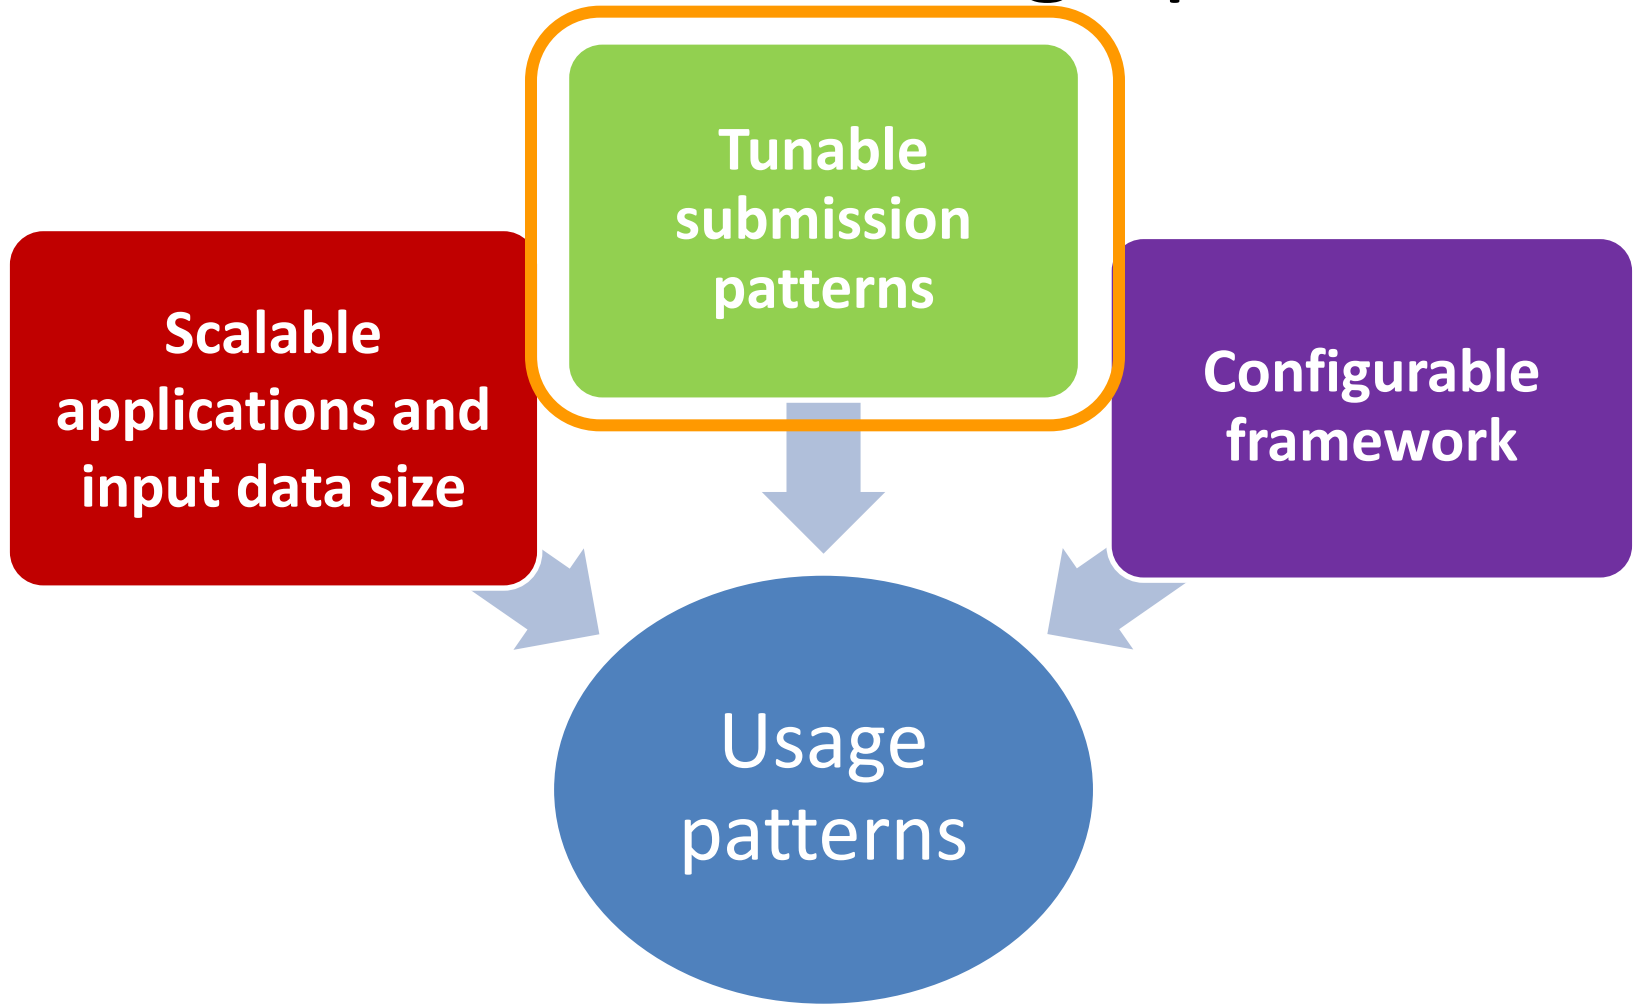 Tunable
submission
patterns
Scalable
applications and
input data size
Configurable
framework
Usage
patterns